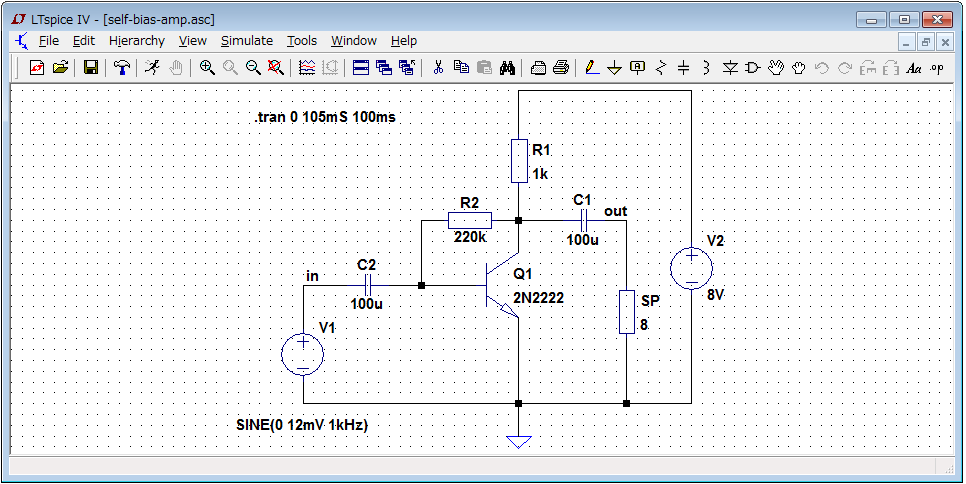 LTspice IV - [self-bias-amp.asc]
File Edit Hierarchy View Simulate Tools Window Help
Aa .op
.tran 0 105mS 100ms
R1
1k
R2
220k
C1
100u
out
V2
8V
in
C2
100u
Q1
2N2222
SP
8
V1
SINE(0 12mV 1kHz)